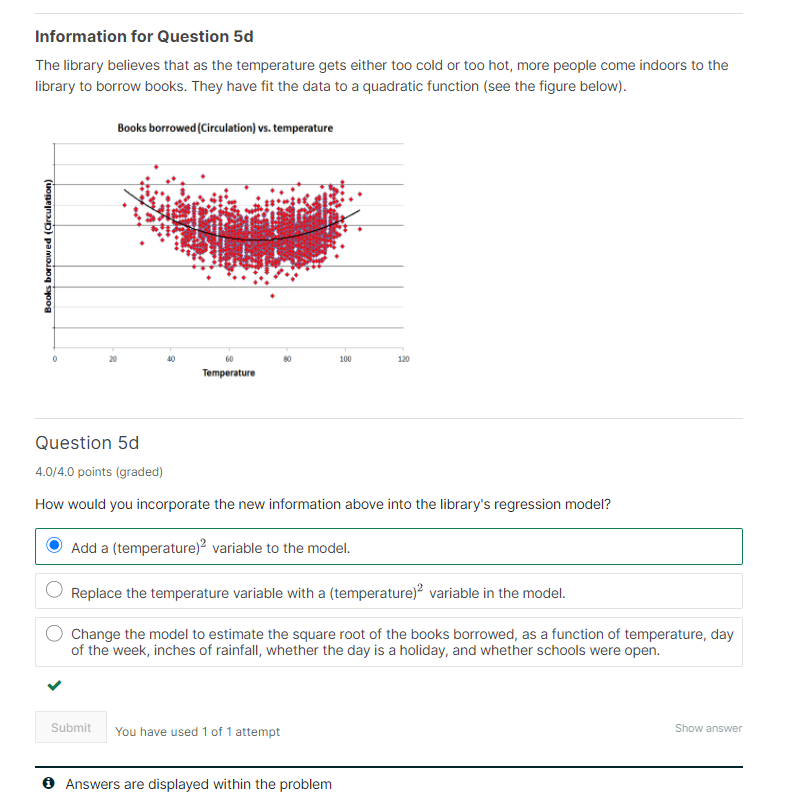 Information for Question 5d
The library believes that as the temperature gets either too cold or too hot, more people come indoors to the
library to borrow books. They have fit the data to a quadratic function (see the figure below).
Books borrowed (Circulation) vs. temperature
Books borrowed (Circulation)
0 20 40 60 80 100 120
Temperature
Question 5d
4.0/4.0 points (graded)
How would you incorporate the new information above into the library's regression model?
Add a (temperature)² variable to the model.
Replace the temperature variable with a (temperature)² variable in the model.
Change the model to estimate the square root of the books borrowed, as a function of temperature, day
of the week, inches of rainfall, whether the day is a holiday, and whether schools were open.
Submit You have used 1 of 1 attempt Show answer
Answers are displayed within the problem